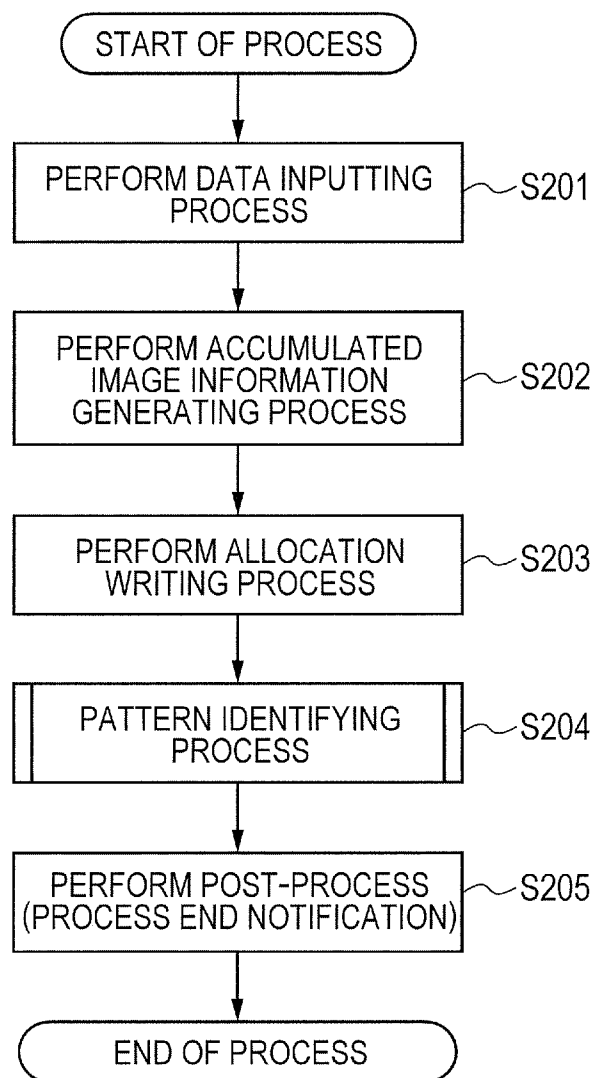 START OF PROCESS
PERFORM DATA INPUTTING
PROCESS
S201
PERFORM ACCUMULATED
IMAGE INFORMATION
GENERATING PROCESS
S202
PERFORM ALLOCATION
WRITING PROCESS
S203
PATTERN IDENTIFYING
PROCESS
S204
PERFORM POST-PROCESS
(PROCESS END NOTIFICATION)
S205
END OF PROCESS